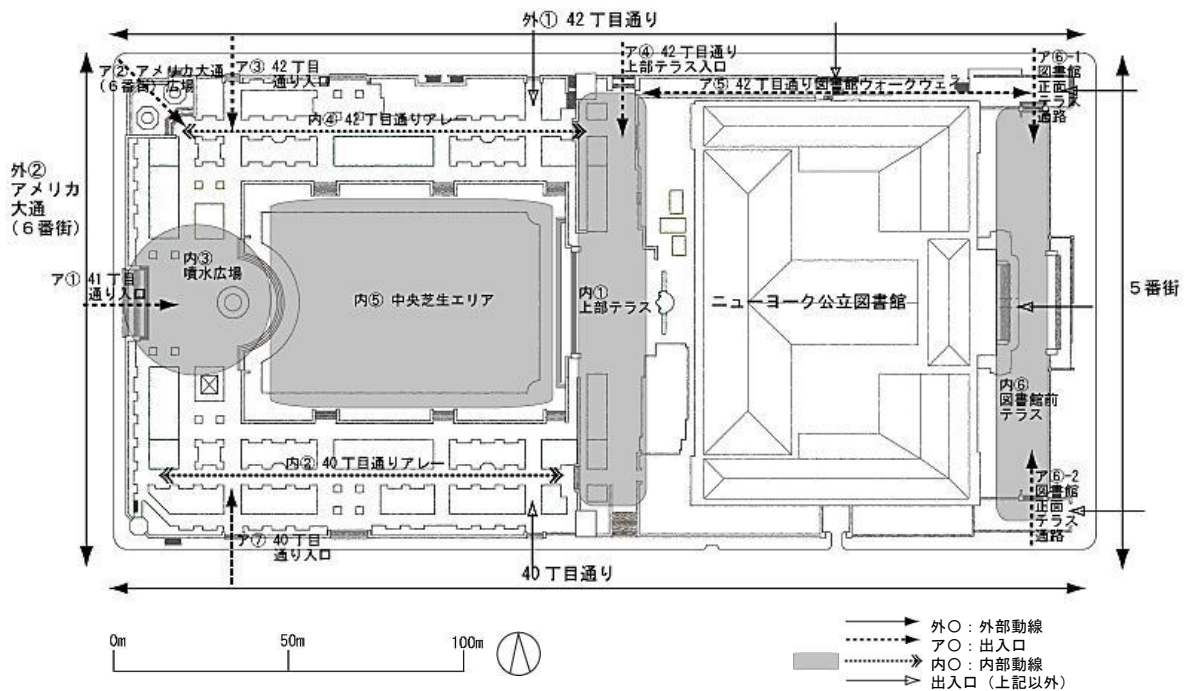 外① 42丁目通り
ア② アメリカ大通
(6番街) 広場
ア③ 42丁目
通り入口
ア④ 42丁目通り
上部テラス入口
ア⑤ 42丁目通り図書館ウォークウェイ
ア⑥-1
図書館
正面
テラス
通路
内④ 42丁目通りアレー
外②
アメリカ
大通
(6番街)
内③
噴水広場
ア① 41丁目
通り入口
内⑤ 中央芝生エリア
内①
上部テラス
ニューヨーク公立図書館
5番街
内⑥
図書館前
テラス
内② 40丁目通りアレー
ア⑥-2
図書館
正面
テラス
通路
ア⑦ 40丁目
通り入口
40丁目通り
0m 50m 100m
外○:外部動線
ア○:出入口
内○:内部動線
出入口(上記以外)